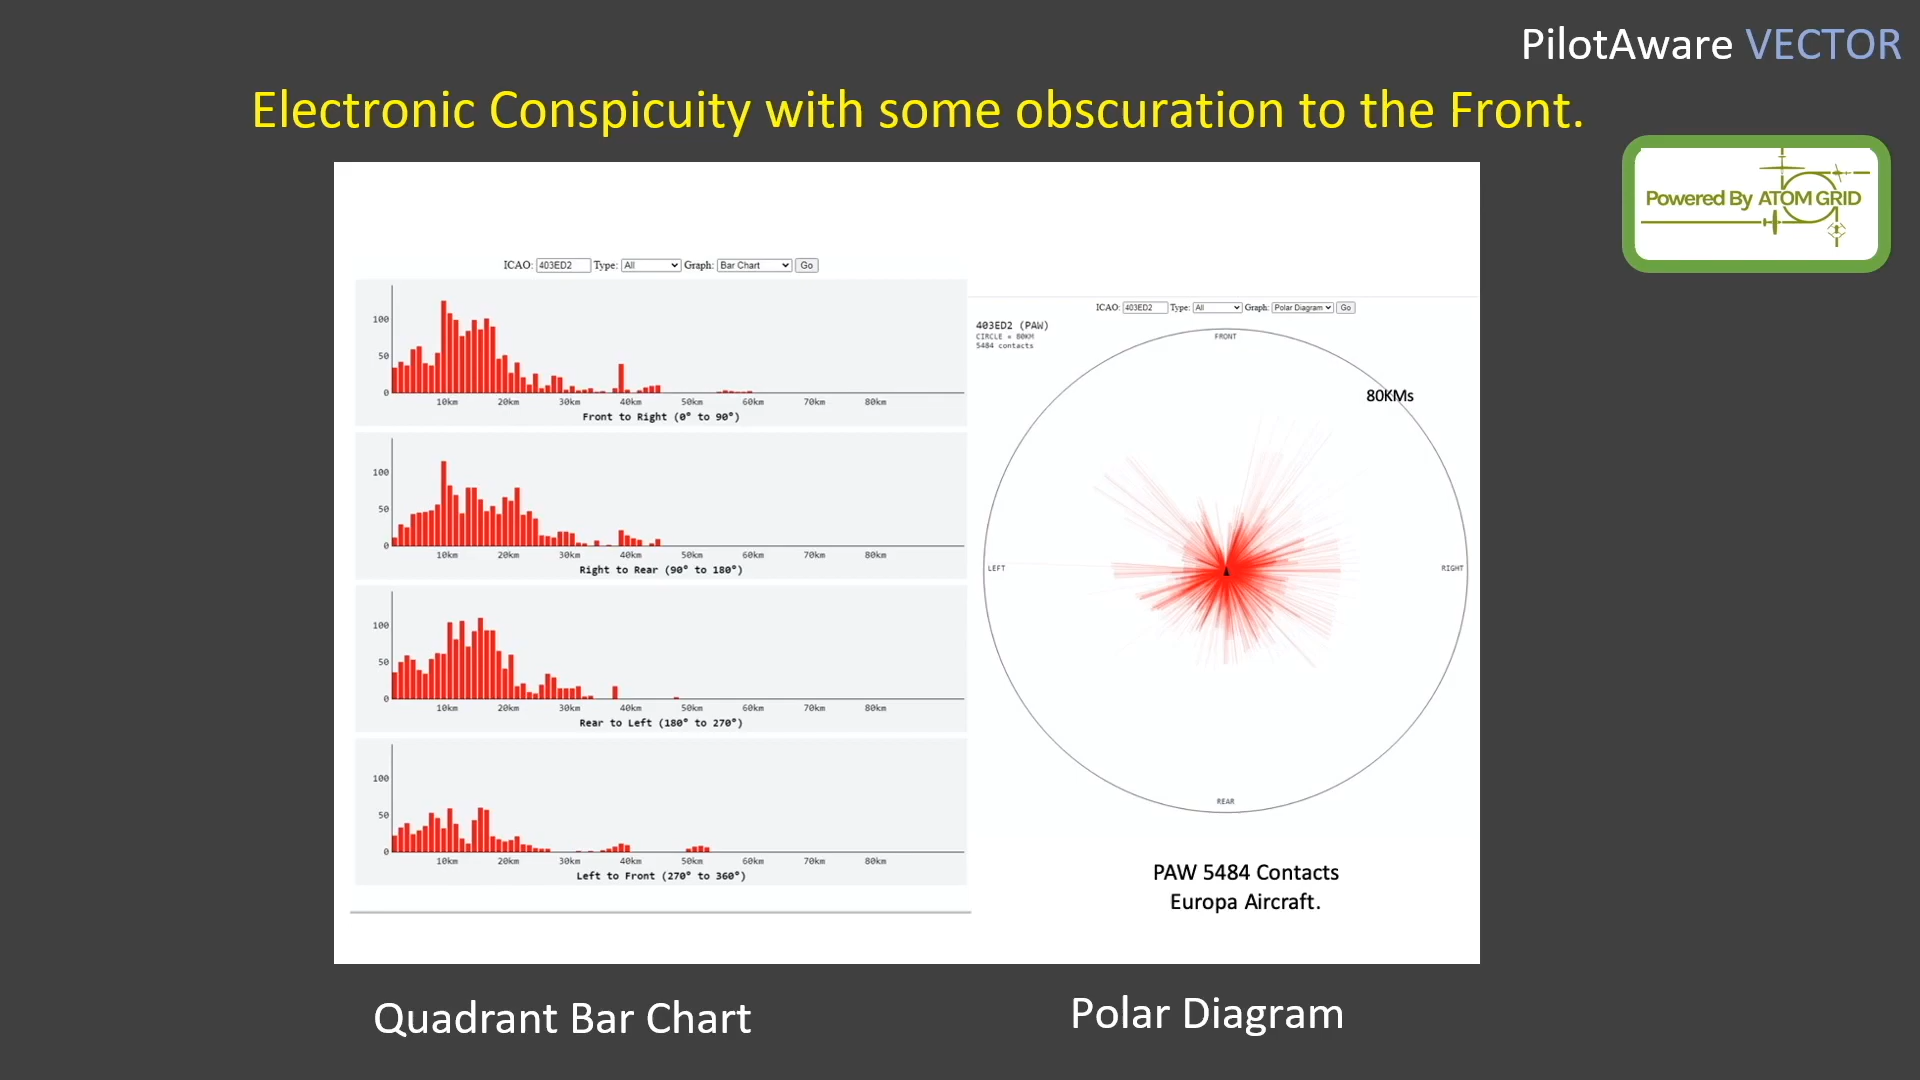 PilotAware VECTOR
Electronic Conspicuity with some obscuration to the Front.
Powered By ATOM GRID
ICAO: 403ED2 Type: All Graph: Bar Chart Go
100
50
0
10km 20km 30km 40km 50km 60km 70km 80km
Front to Right (0° to 90°)
100
50
0
10km 20km 30km 40km 50km 60km 70km 80km
Right to Rear (90° to 180°)
100
50
0
10km 20km 30km 40km 50km 60km 70km 80km
Rear to Left (180° to 270°)
100
50
0
10km 20km 30km 40km 50km 60km 70km 80km
Left to Front (270° to 360°)
ICAO: 403ED2 Type: All Graph: Polar Diagram Go
403ED2 (PAW)
CIRCLE = 80KM
5484 contacts
FRONT
80KMs
LEFT
RIGHT
REAR
PAW 5484 Contacts
Europa Aircraft.
Quadrant Bar Chart
Polar Diagram